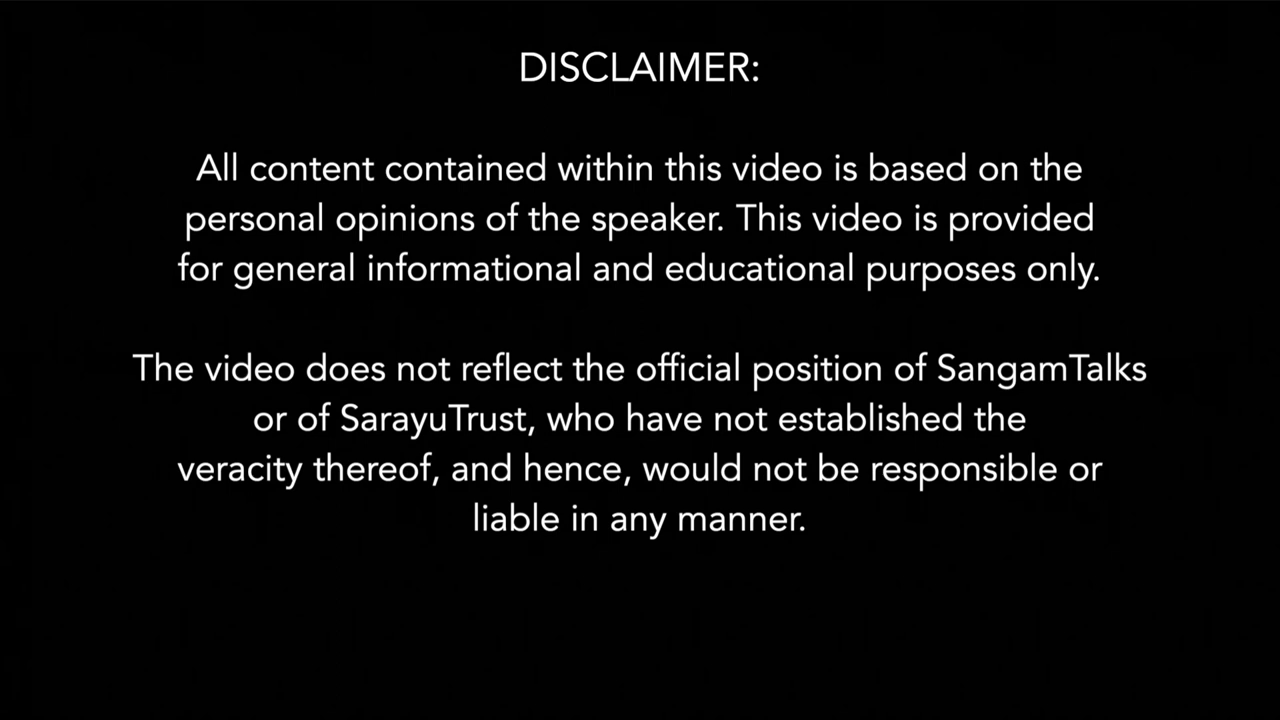 DISCLAIMER:
All content contained within this video is based on the
personal opinions of the speaker. This video is provided
for general informational and educational purposes only.
The video does not reflect the official position of SangamTalks
or of SarayuTrust, who have not established the
veracity thereof, and hence, would not be responsible or
liable in any manner.